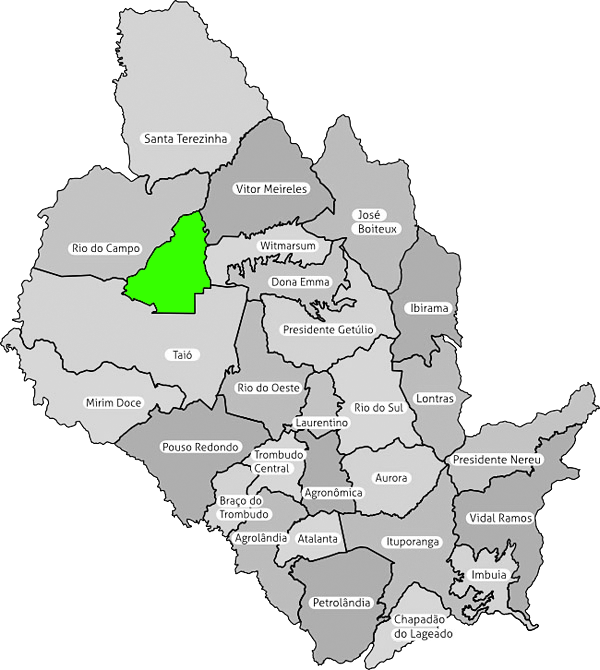 Santa Terezinha
Vitor Meireles
José
Boiteux
Rio do Campo
Witmarsum
Dona Emma
Ibirama
Presidente Getúlio
Taió
Rio do Oeste
Mirim Doce
Lontras
Rio do Sul
Laurentino
Pouso Redondo
Trombudo
Central
Presidente Nereu
Aurora
Agronômica
Braço do
Trombudo
Vidal Ramos
Agrolândia
Atalanta
Ituporanga
Imbuia
Petrolândia
Chapadão
do Lageado